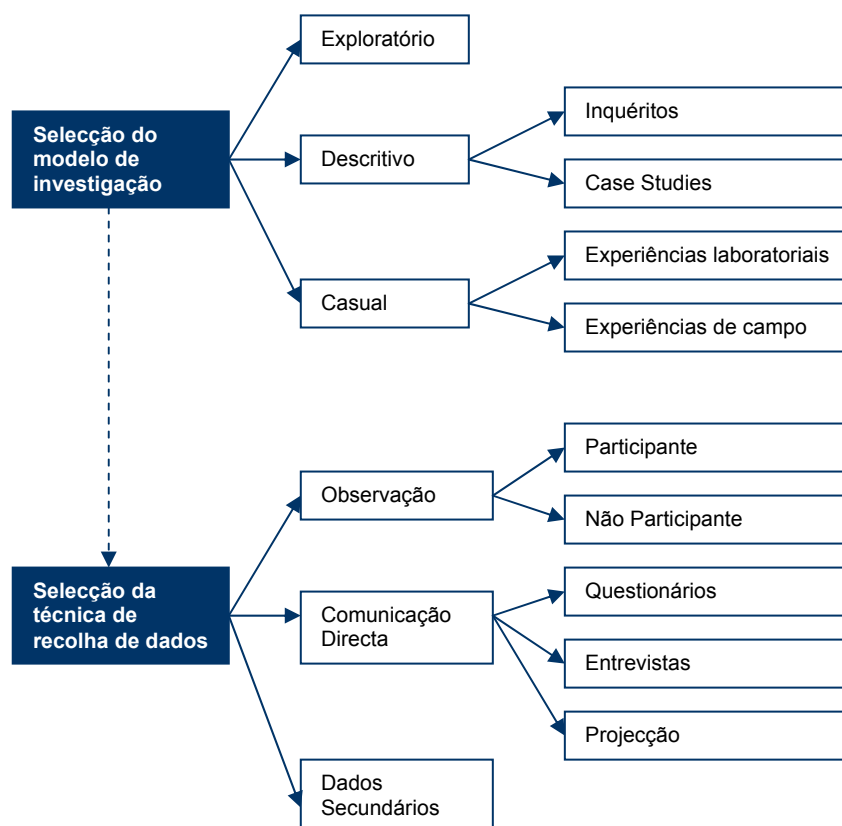 Exploratório
Selecção do
modelo de
investigação
Descritivo
Inquéritos
Case Studies
Casual
Experiências laboratoriais
Experiências de campo
Selecção da
técnica de
recolha de dados
Observação
Participante
Não Participante
Comunicação
Directa
Questionários
Entrevistas
Projecção
Dados
Secundários